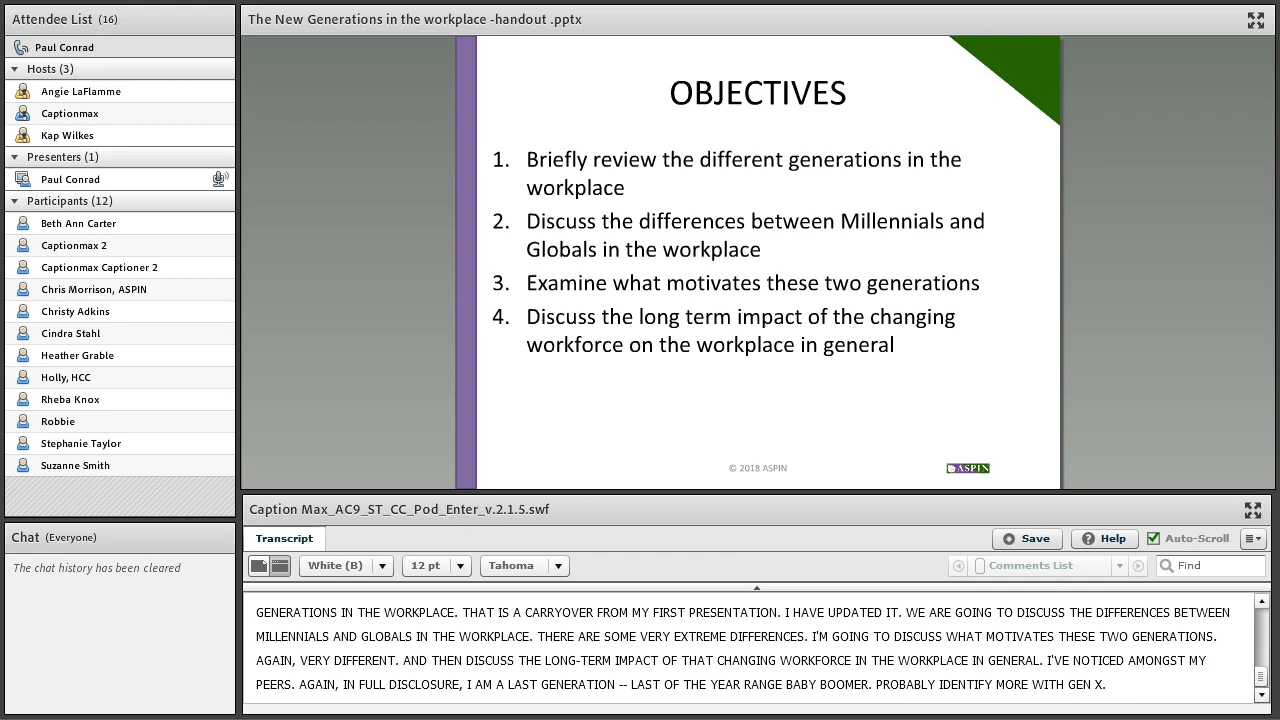 Attendee List (16)
Paul Conrad
Hosts (3)
Angie LaFlamme
Captionmax
Kap Wilkes
Presenters (1)
Paul Conrad
Participants (12)
Beth Ann Carter
Captionmax 2
Captionmax Captioner 2
Chris Morrison, ASPIN
Christy Adkins
Cindra Stahl
Heather Grable
Holly, HCC
Rheba Knox
Robbie
Stephanie Taylor
Suzanne Smith
Chat (Everyone)
The chat history has been cleared
The New Generations in the workplace -handout .pptx
OBJECTIVES
1. Briefly review the different generations in the
workplace
2. Discuss the differences between Millennials and
Globals in the workplace
3. Examine what motivates these two generations
4. Discuss the long term impact of the changing
workforce on the workplace in general
© 2018 ASPIN
ASPIN
Caption Max_AC9_ST_CC_Pod_Enter_v.2.1.5.swf
Transcript Save Help Auto-Scroll
White (B) 12 pt Tahoma Comments List Find
GENERATIONS IN THE WORKPLACE. THAT IS A CARRYOVER FROM MY FIRST PRESENTATION. I HAVE UPDATED IT. WE ARE GOING TO DISCUSS THE DIFFERENCES BETWEEN
MILLENNIALS AND GLOBALS IN THE WORKPLACE. THERE ARE SOME VERY EXTREME DIFFERENCES. I'M GOING TO DISCUSS WHAT MOTIVATES THESE TWO GENERATIONS.
AGAIN, VERY DIFFERENT. AND THEN DISCUSS THE LONG-TERM IMPACT OF THAT CHANGING WORKFORCE IN THE WORKPLACE IN GENERAL. I'VE NOTICED AMONGST MY
PEERS. AGAIN, IN FULL DISCLOSURE, I AM A LAST GENERATION -- LAST OF THE YEAR RANGE BABY BOOMER. PROBABLY IDENTIFY MORE WITH GEN X.